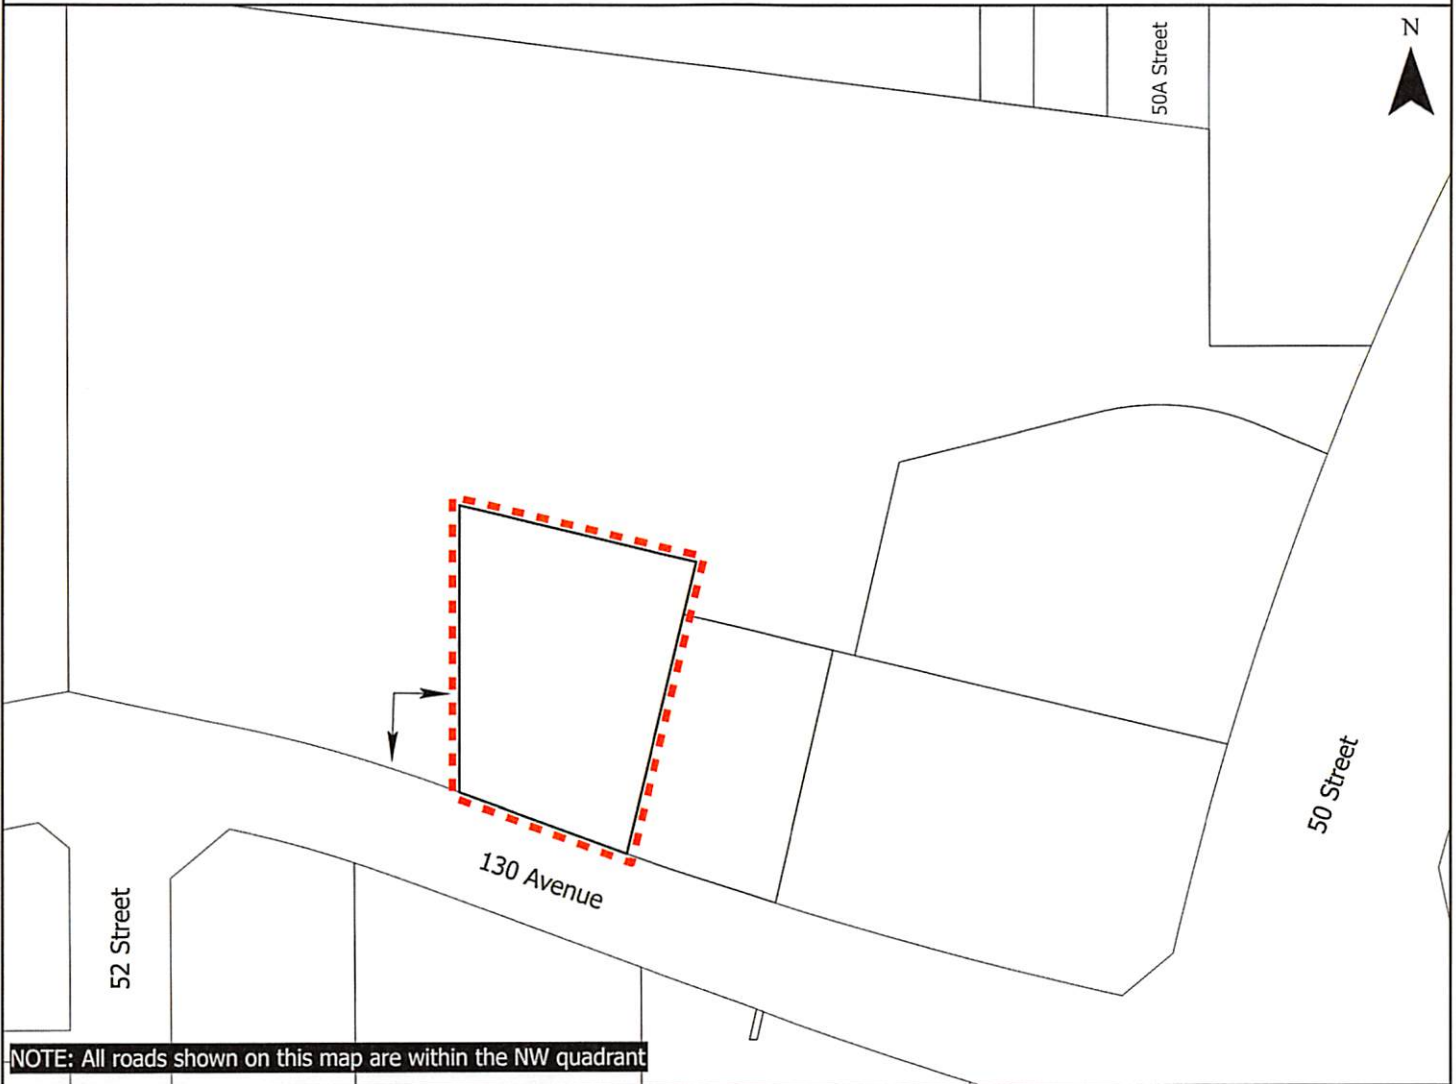 N
50A Street
50 Street
130 Avenue
52 Street
NOTE: All roads shown on this map are within the NW quadrant